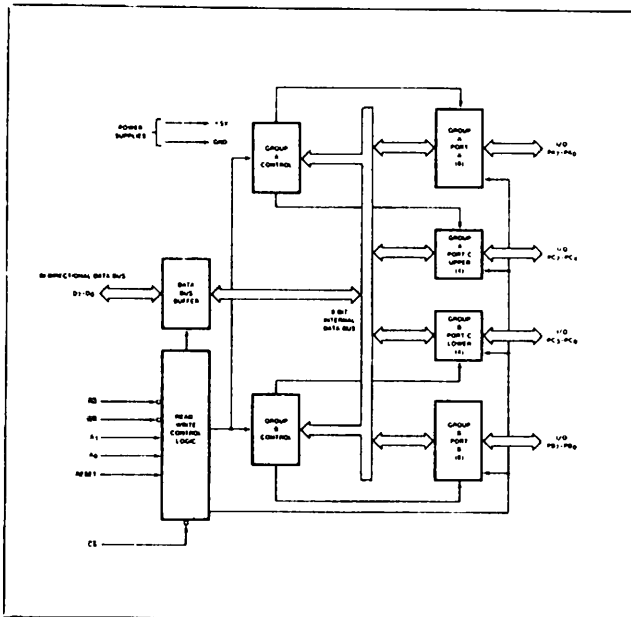 POWER
SUPPLIES
+5V
GND
GROUP
A
CONTROL
GROUP
A
PORT
A
(8)
I/O
PA7-PA0
GROUP
A
PORT C
UPPER
(4)
I/O
PC7-PC4
BI DIRECTIONAL DATA BUS
D7-D0
DATA
BUS
BUFFER
8 BIT
INTERNAL
DATA BUS
GROUP
B
PORT C
LOWER
(4)
I/O
PC3-PC0
RD
WR
A1
A0
RESET
CS
READ
WRITE
CONTROL
LOGIC
GROUP
B
CONTROL
GROUP
B
PORT
B
(8)
I/O
PB7-PB0